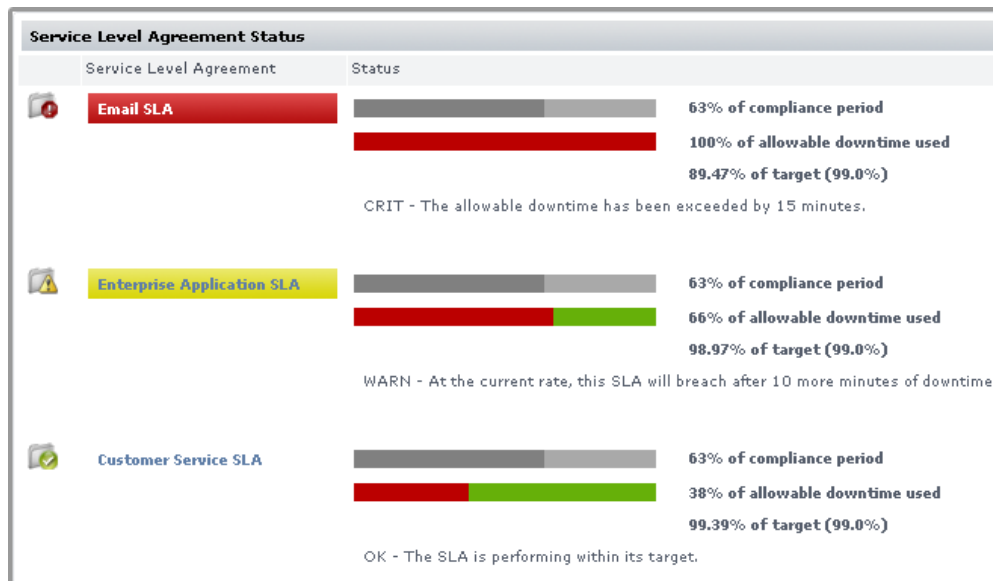 Service Level Agreement Status
Service Level Agreement Status
Email SLA 63% of compliance period
100% of allowable downtime used
89.47% of target (99.0%)
CRIT - The allowable downtime has been exceeded by 15 minutes.
Enterprise Application SLA 63% of compliance period
66% of allowable downtime used
98.97% of target (99.0%)
WARN - At the current rate, this SLA will breach after 10 more minutes of downtime
Customer Service SLA 63% of compliance period
38% of allowable downtime used
99.39% of target (99.0%)
OK - The SLA is performing within its target.